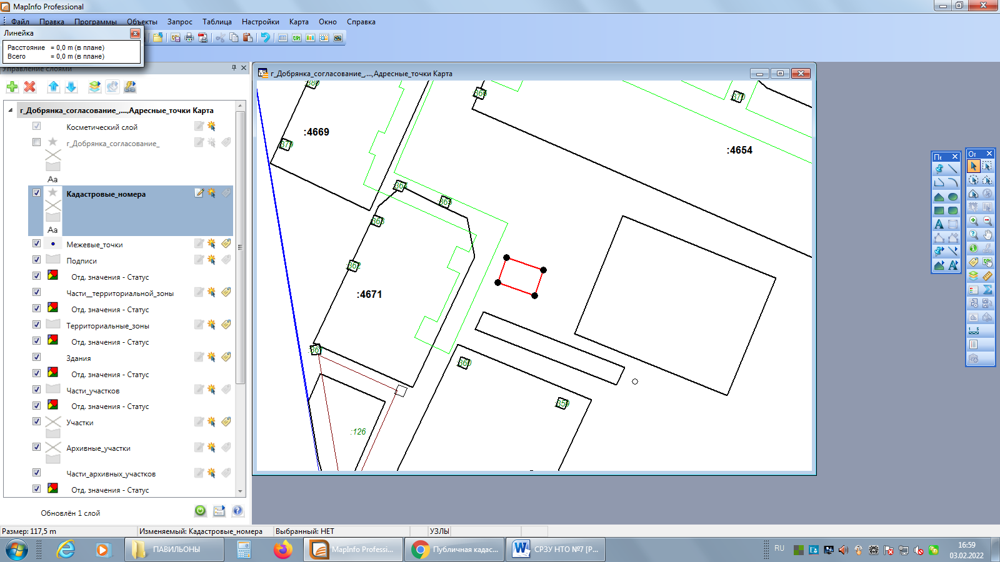 MapInfo Professional
Файл Правка Программы Объекты Запрос Таблица Настройки Карта Окно Справка
Линейка
Расстояние = 0,0 m (в плане)
Всего = 0,0 m (в плане)
Управление слоями
г_Добрянка_согласование_,...,Адресные_точки Карта
Косметический слой
г_Добрянка_согласование_
Aa
Кадастровые_номера
Aa
Межевые_точки
Подписи
Отд. значения - Статус
Части__территориальной_зоны
Отд. значения - Статус
Территориальные_зоны
Отд. значения - Статус
Здания
Отд. значения - Статус
Части_участков
Отд. значения - Статус
Участки
Архивные_участки
Части_архивных_участков
Отд. значения - Статус
Обновлён 1 слой
г_Добрянка_согласование_,...,Адресные_точки Карта
:380
:366
:370
:4669
:379
:4654
:364
:365
:363
:362
:4671
:361
:360
:359
:126
Пе
Оп
Размер: 117,5 m
Изменяемый: Кадастровые_номера
Выбранный: НЕТ
УЗЛЫ
ПАВИЛЬОНЫ
MapInfo Professi...
Публичная кадас...
СРЗУ НТО №7 [Р...
RU
16:59
03.02.2022